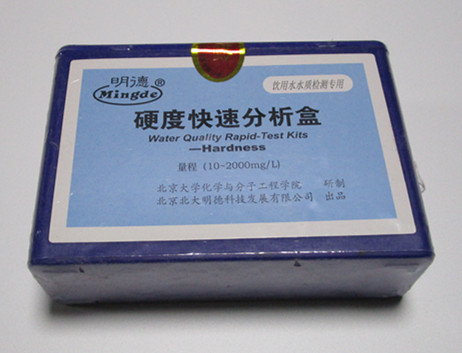 明德®
Mingde
饮用水水质检测专用
硬度快速分析盒
Water Quality Rapid-Test Kits
—Hardness
量程（10~2000mg/L）
北京大学化学与分子工程学院 研制
北京北大明德科技发展有限公司 出品